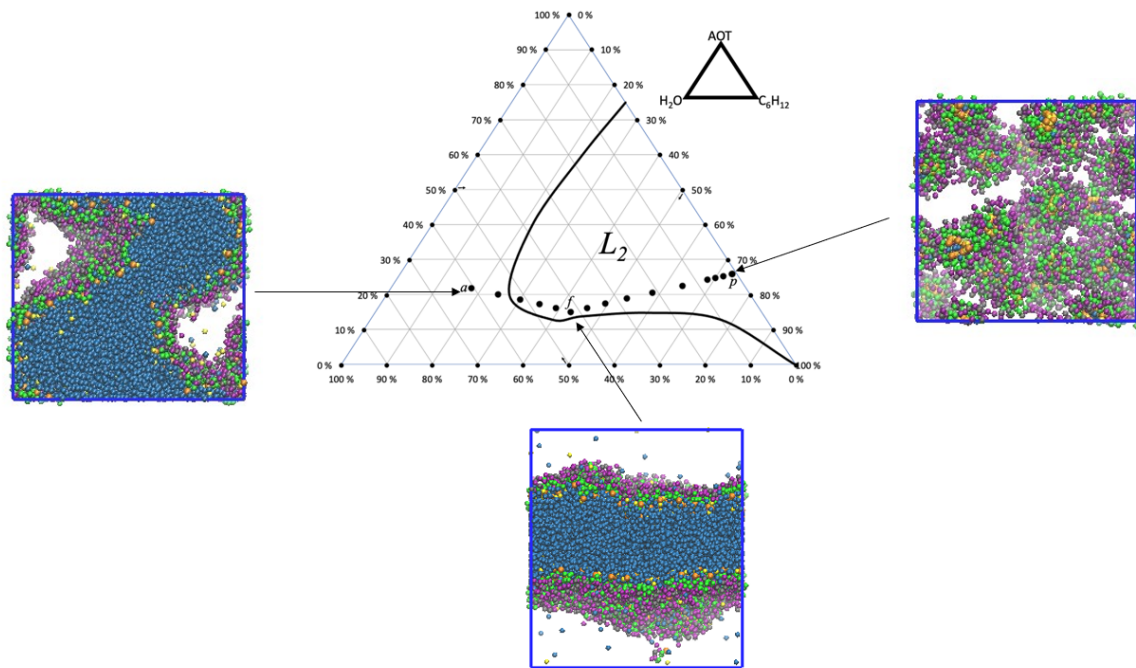 100 % 0 %
AOT
90 % 10 %
80 % 20 %
H₂O C₆H₁₂
70 % 30 %
60 % 40 %
50 % 50 %
L₂
40 % 60 %
30 % 70 %
a p
20 % f 80 %
10 % 90 %
0 % 100 %
100 % 90 % 80 % 70 % 60 % 50 % 40 % 30 % 20 % 10 % 0 %